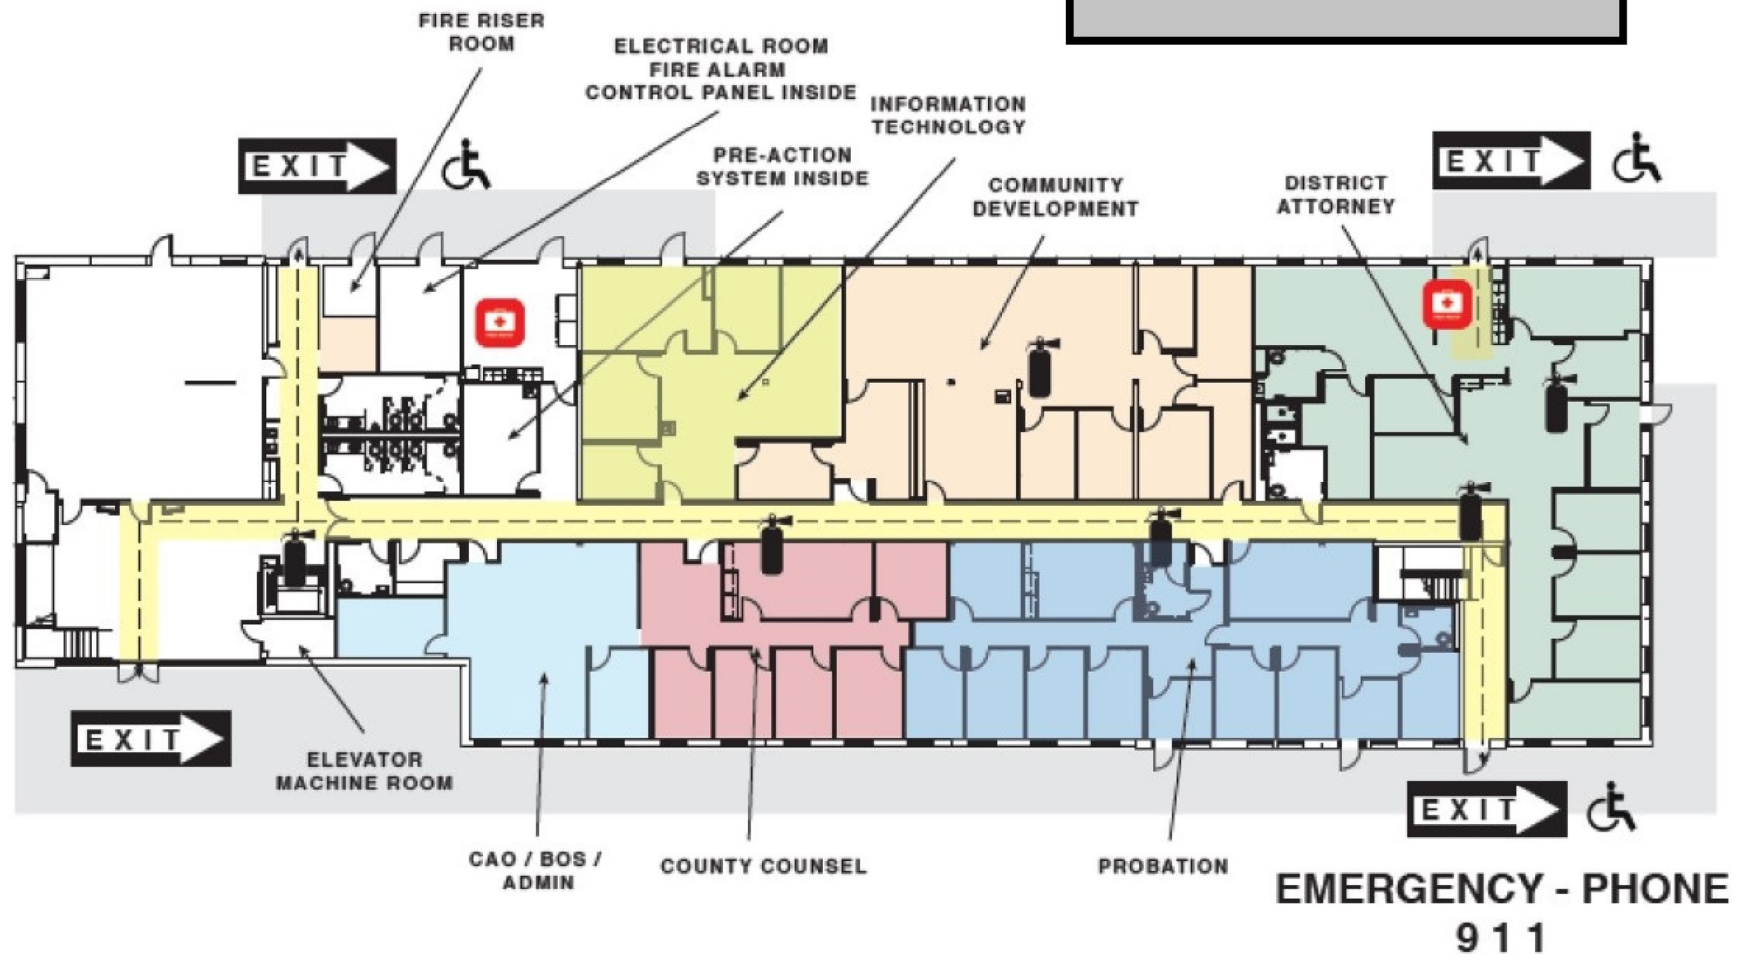 FIRE RISER
ROOM
ELECTRICAL ROOM
FIRE ALARM
CONTROL PANEL INSIDE
INFORMATION
TECHNOLOGY
PRE-ACTION
SYSTEM INSIDE
COMMUNITY
DEVELOPMENT
DISTRICT
ATTORNEY
EXIT
EXIT
EXIT
ELEVATOR
MACHINE ROOM
EXIT
CAO / BOS /
ADMIN
COUNTY COUNSEL
PROBATION
EMERGENCY - PHONE
911